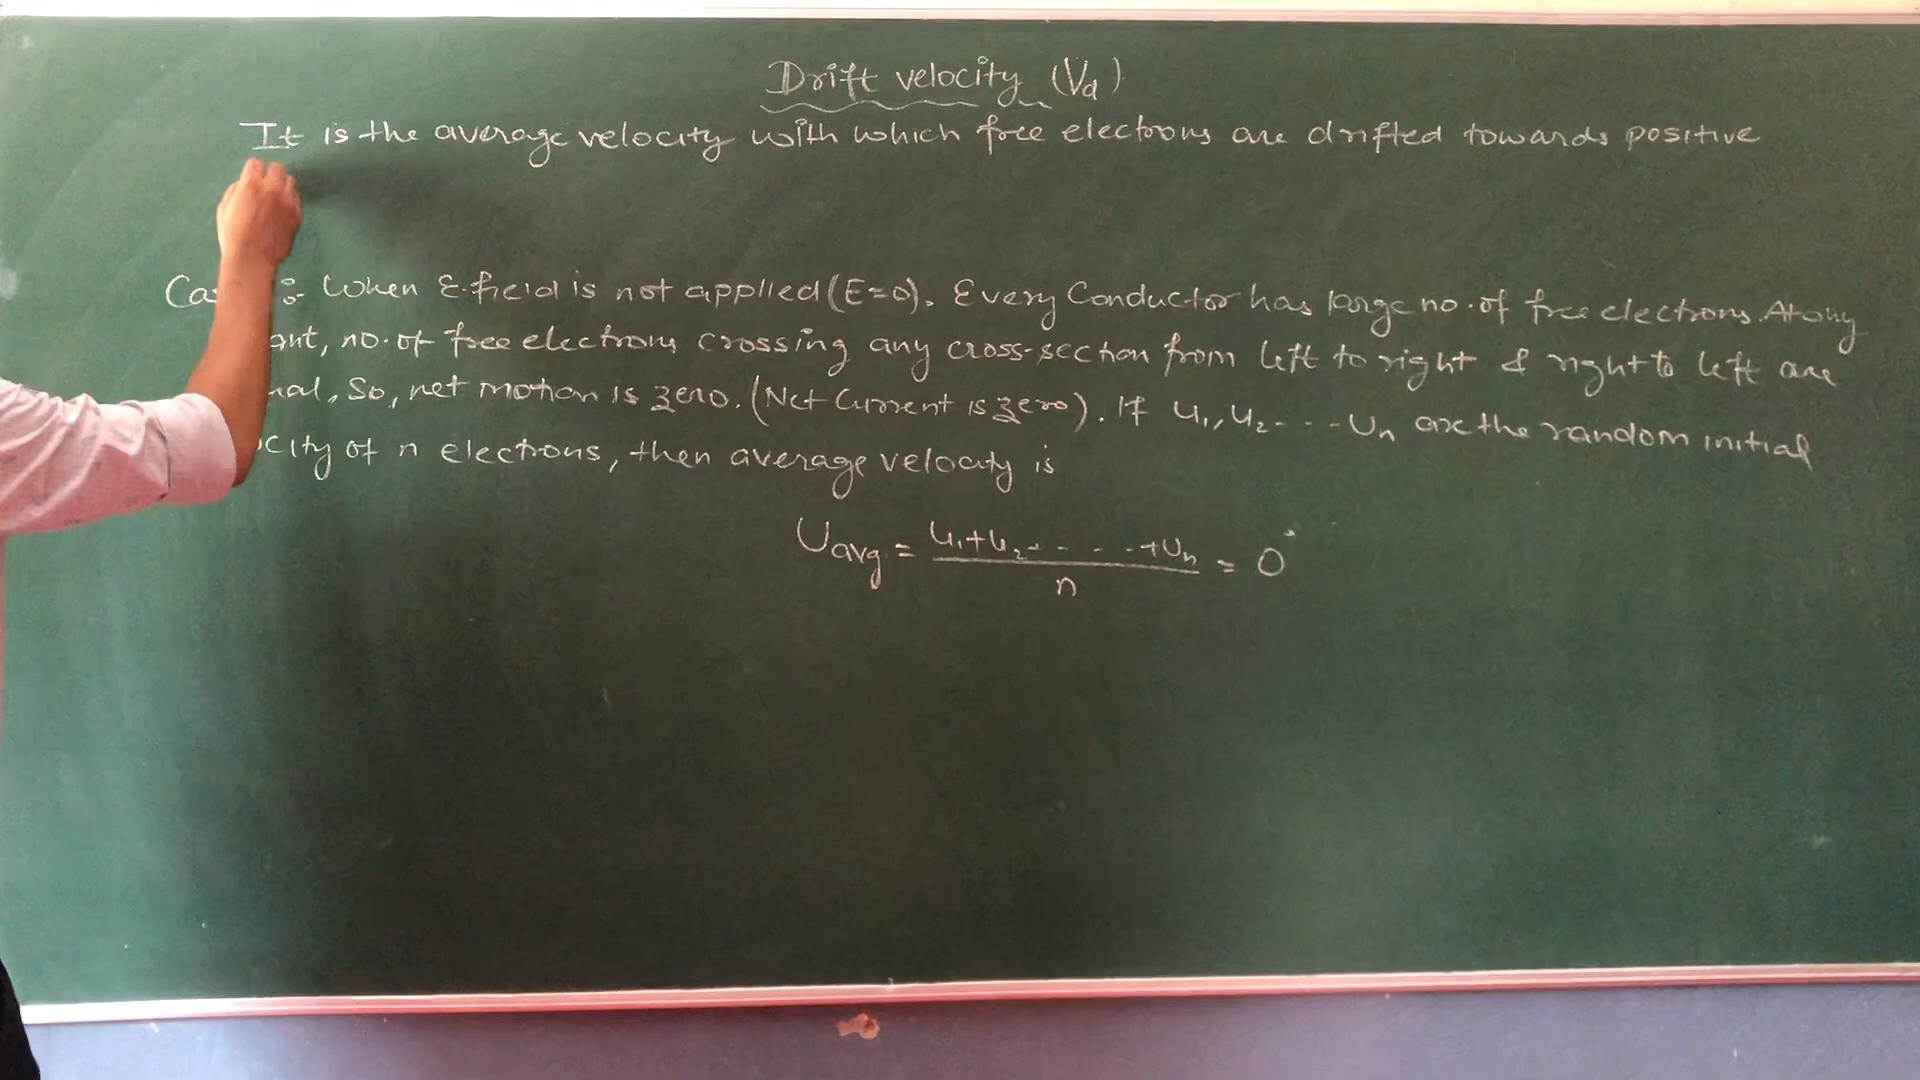 Drift velocity (Vd)
It is the average velocity with which free electrons are drifted towards positive
:- When E-field is not applied (E=0). Every Conductor has large no. of free electrons. At any
no. of free electrons crossing any cross-section from left to right & right to left are
So, net motion is zero. (Net Current is zero). If u₁, u₂ - - - Un are the random initial
of n electrons, then average velocity is
Uavg = (u₁+u₂- - - - -+Un)/n = 0